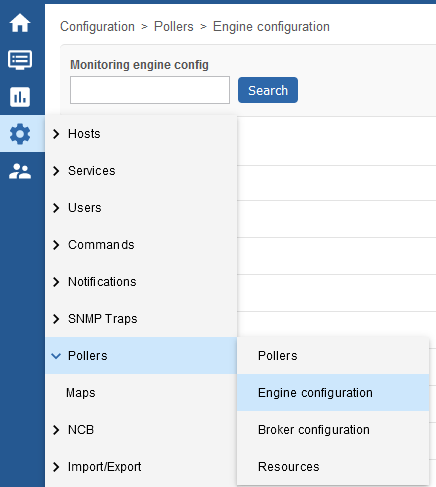 Configuration > Pollers > Engine configuration
Monitoring engine config
Search
Hosts
Services
Users
Commands
Notifications
SNMP Traps
Pollers
Pollers
Maps
Engine configuration
NCB
Broker configuration
Import/Export
Resources